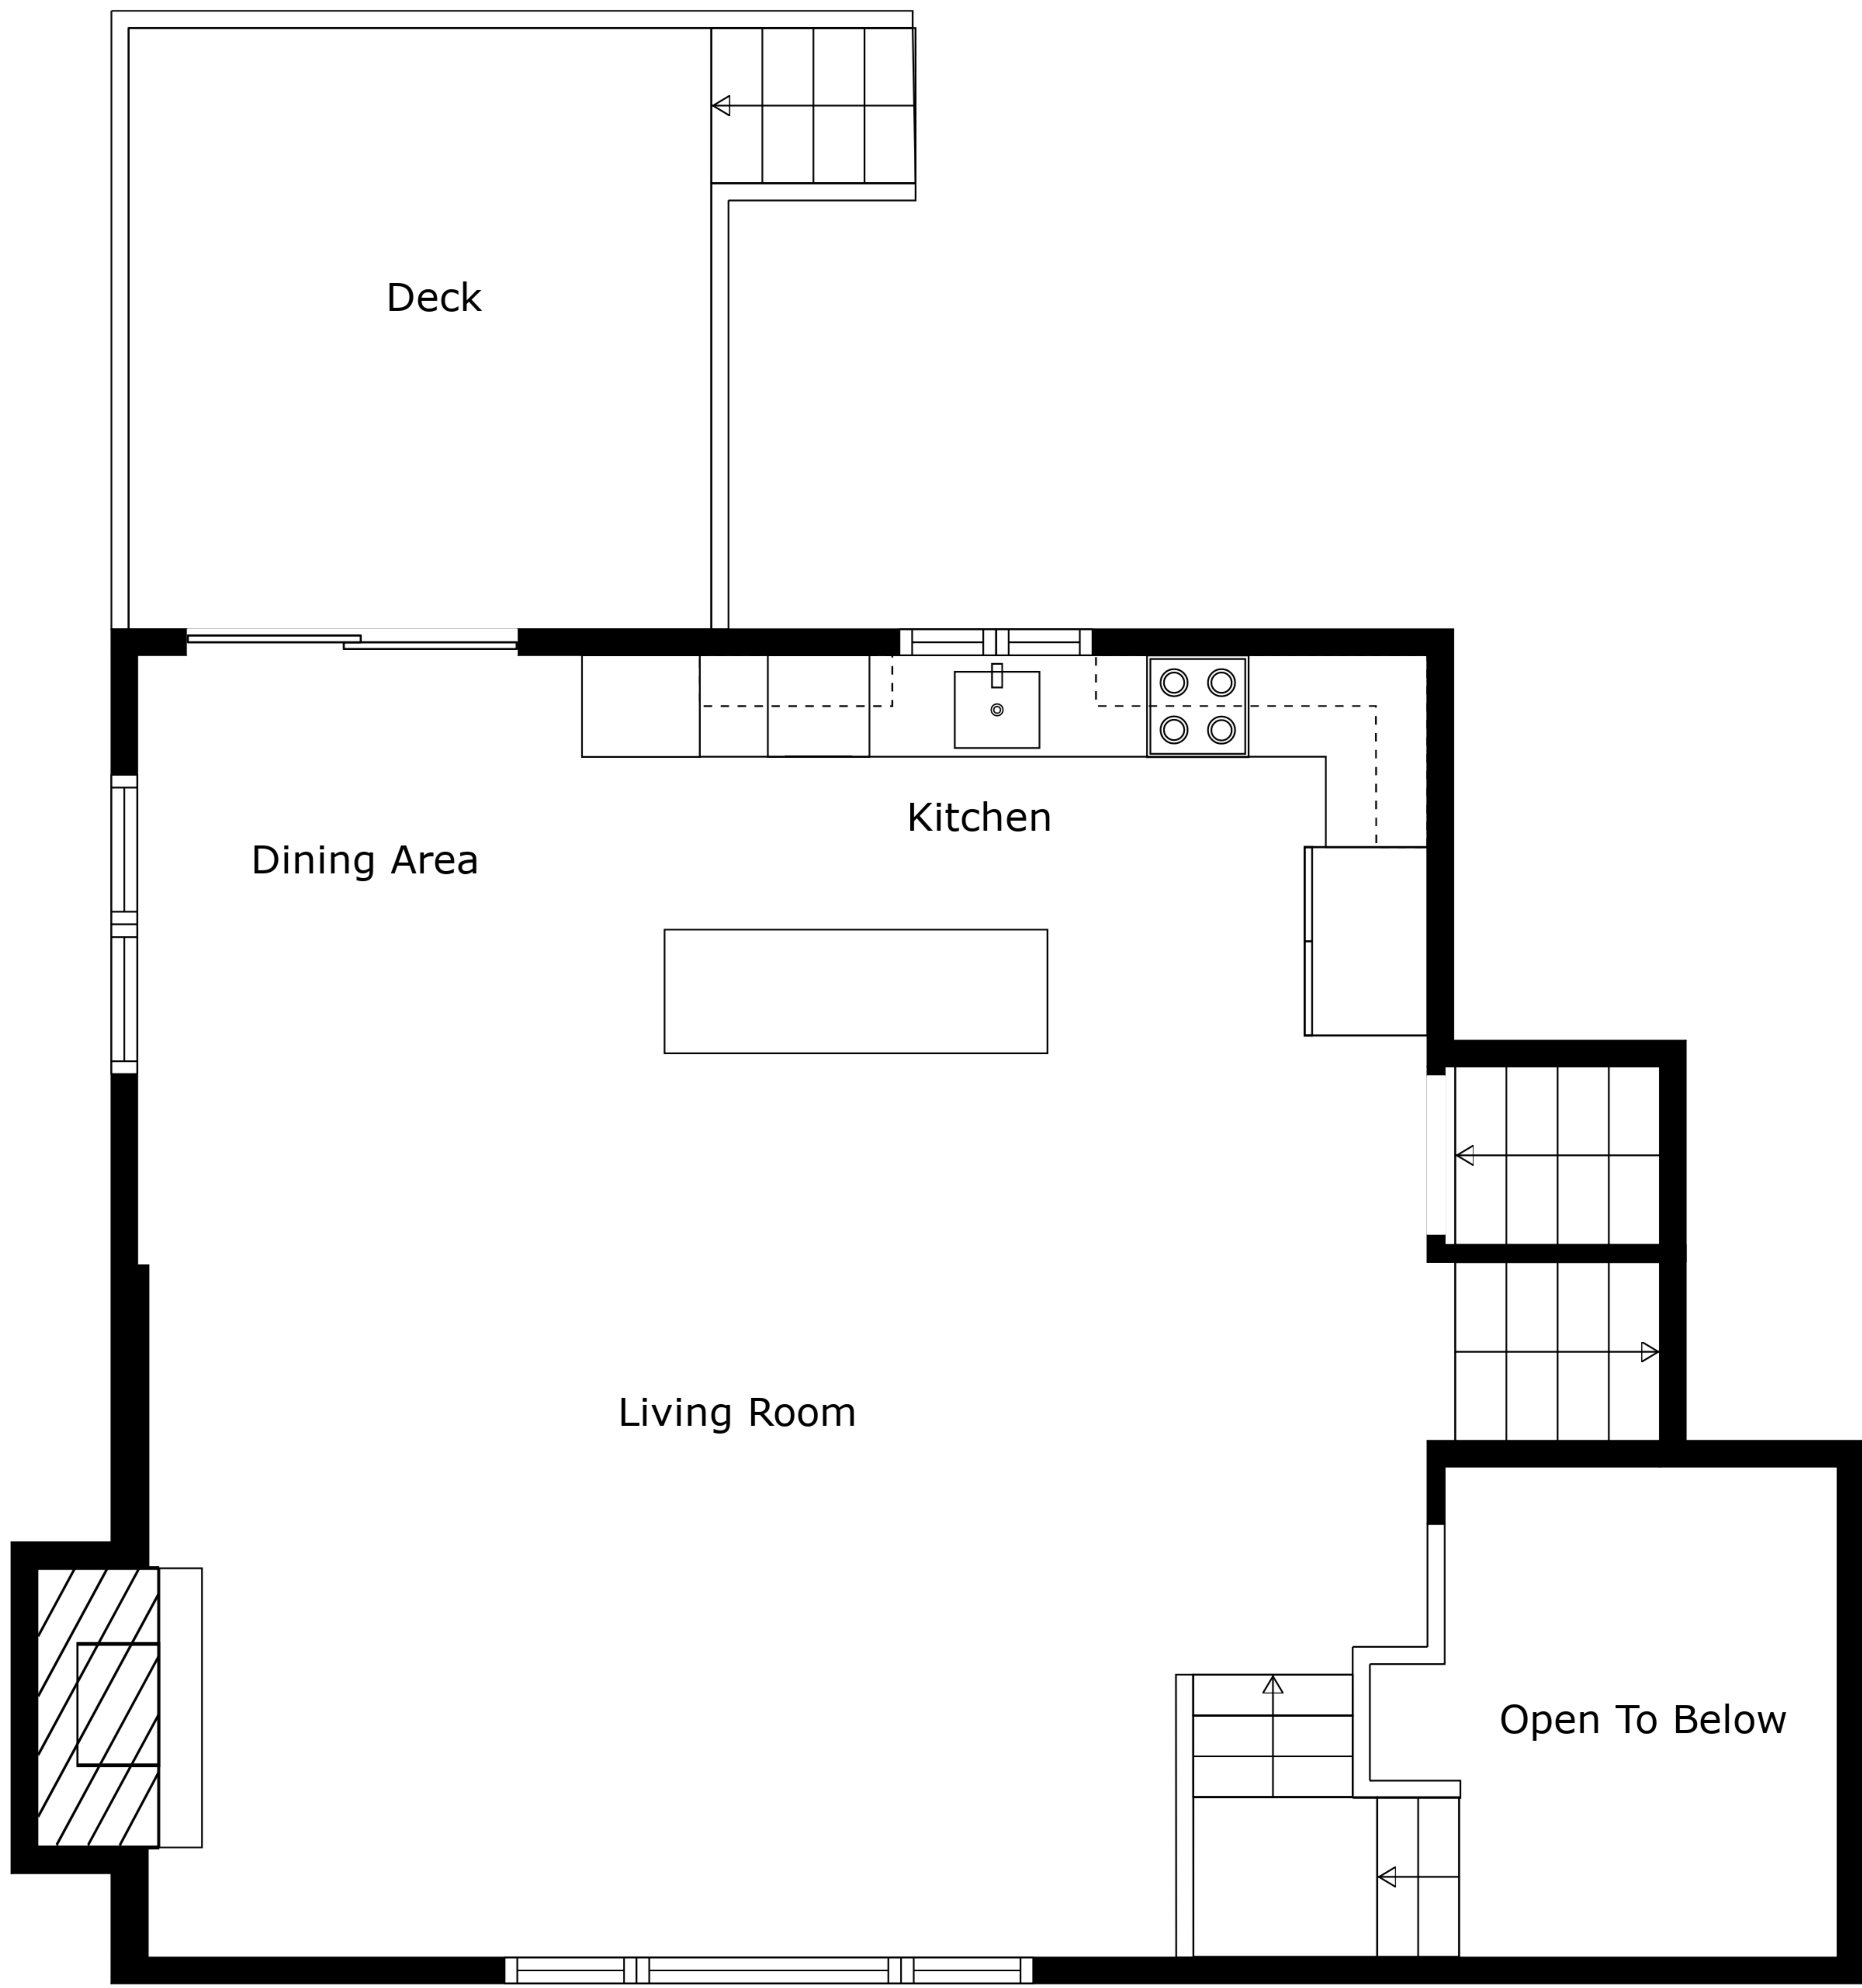 Deck
Kitchen
Dining Area
Living Room
Open To Below